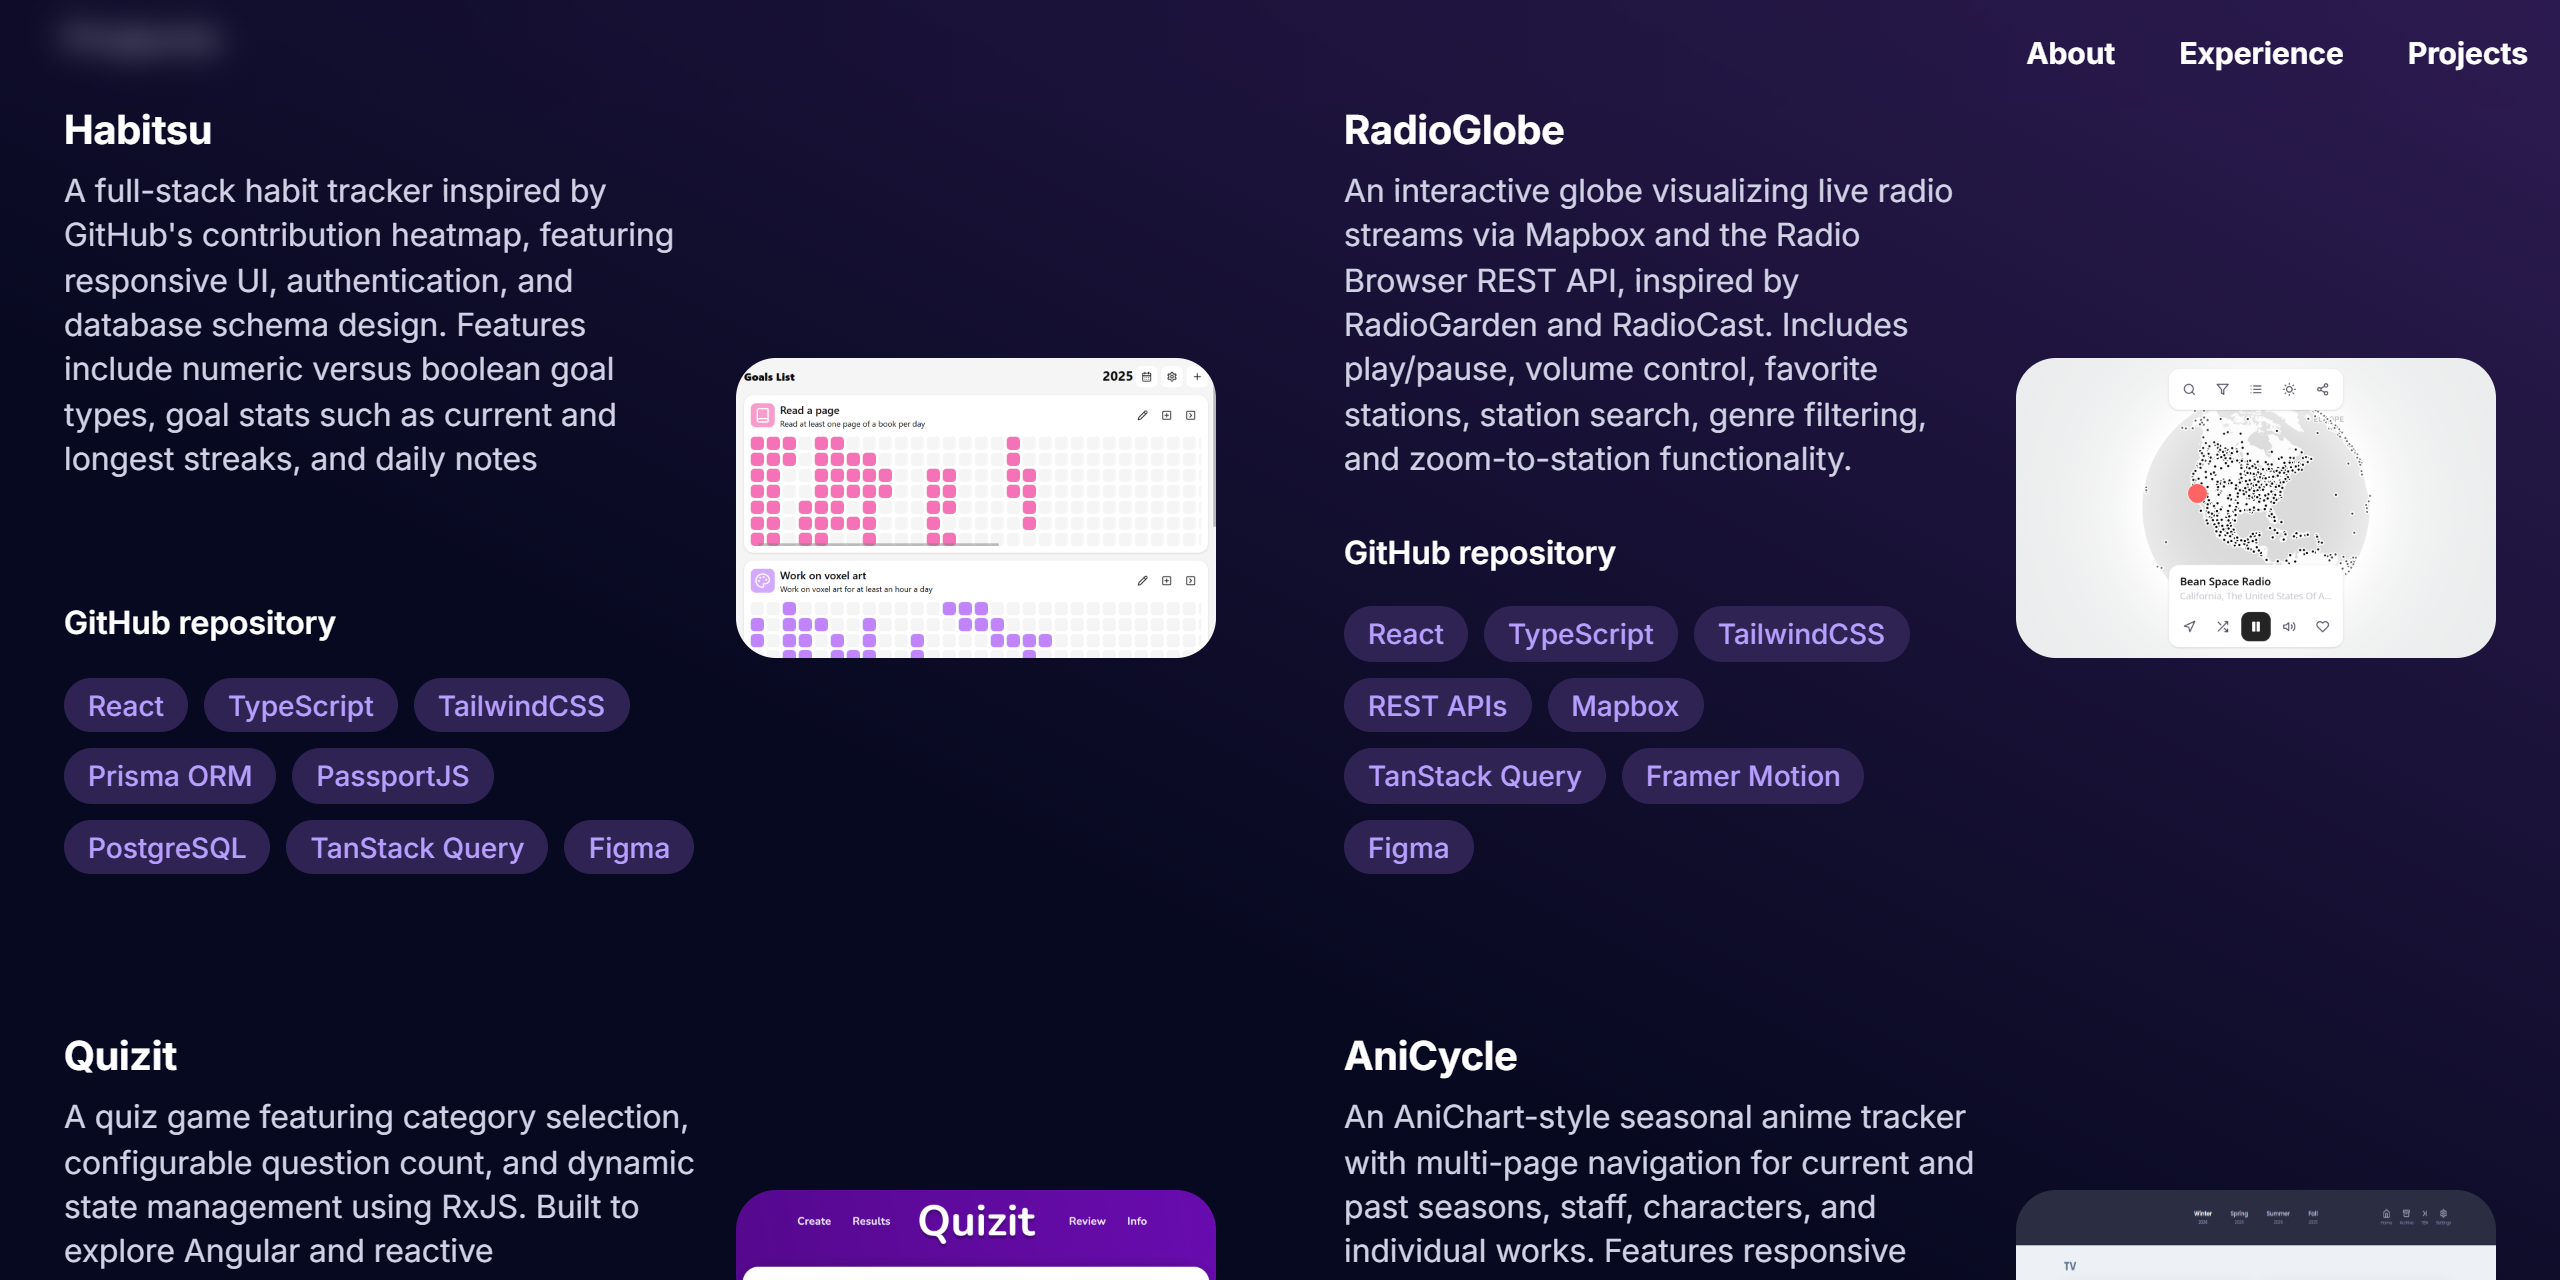 About Experience Projects
Habitsu
A full-stack habit tracker inspired by
GitHub's contribution heatmap, featuring
responsive UI, authentication, and
database schema design. Features
include numeric versus boolean goal
types, goal stats such as current and
longest streaks, and daily notes
GitHub repository
React TypeScript TailwindCSS
Prisma ORM PassportJS
PostgreSQL TanStack Query Figma
Goals List 2025
Read a page
Read at least one page of a book per day
Work on voxel art
Work on voxel art for at least an hour a day
RadioGlobe
An interactive globe visualizing live radio
streams via Mapbox and the Radio
Browser REST API, inspired by
RadioGarden and RadioCast. Includes
play/pause, volume control, favorite
stations, station search, genre filtering,
and zoom-to-station functionality.
GitHub repository
React TypeScript TailwindCSS
REST APIs Mapbox
TanStack Query Framer Motion
Figma
Bean Space Radio
California, The United States Of A...
Quizit
A quiz game featuring category selection,
configurable question count, and dynamic
state management using RxJS. Built to
explore Angular and reactive
Create Results Quizit Review Info
AniCycle
An AniChart-style seasonal anime tracker
with multi-page navigation for current and
past seasons, staff, characters, and
individual works. Features responsive
Winter Spring Summer Fall
TV